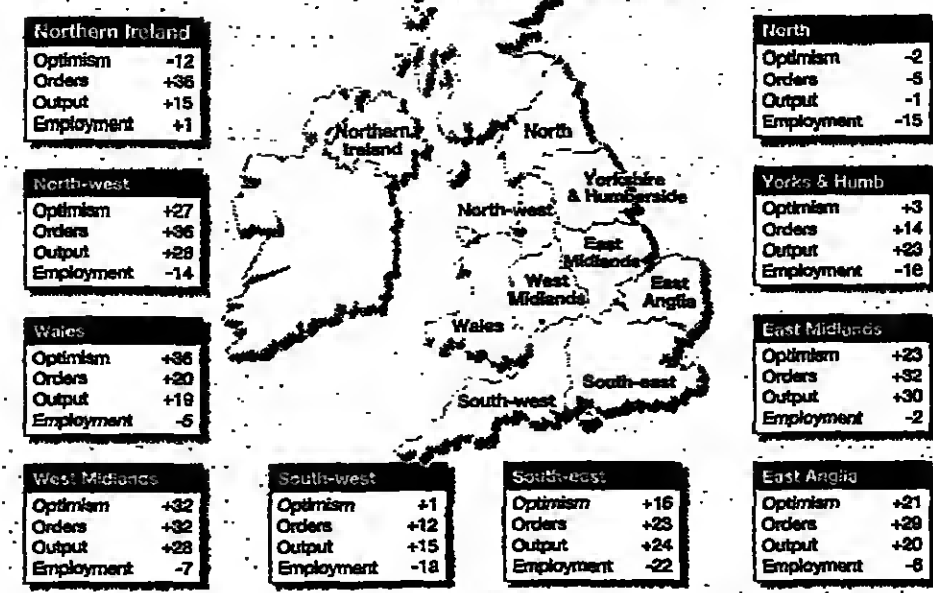 Northern Ireland
Optimism -12
Orders +36
Output +15
Employment +1
North-west
Optimism +27
Orders +36
Output +28
Employment -14
Wales
Optimism +36
Orders +20
Output +19
Employment -5
West Midlands
Optimism +32
Orders +32
Output +28
Employment -7
South-west
Optimism +1
Orders +12
Output +15
Employment -18
South-east
Optimism +16
Orders +23
Output +24
Employment -22
North
Optimism -2
Orders -5
Output -1
Employment -15
Yorks & Humb
Optimism +3
Orders +14
Output +23
Employment -16
East Midlands
Optimism +23
Orders +32
Output +30
Employment -2
East Anglia
Optimism +21
Orders +29
Output +20
Employment -6
Northern
Ireland
North
Yorkshire
& Humberside
North-west
East
Midlands
West
Midlands
East
Anglia
Wales
South-east
South-west